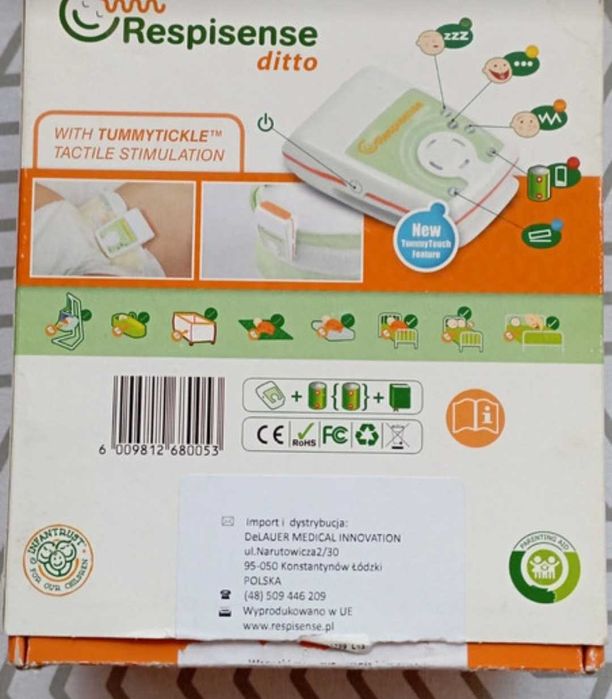 Respisense
ditto
zzz
WITH TUMMYTICKLE™
TACTILE STIMULATION
Respisense
New
TummyTouch
Feature
6 009812 680053
CE RoHS FC
i
INFANTRUST
FOR OUR CHILDREN
PARENTING AID
Import i dystrybucja:
DeLAUER MEDICAL INNOVATION
ul.Narutowicza2/30
95-050 Konstantynów Łódzki
POLSKA
(48) 509 446 209
Wyprodukowano w UE
www.respisense.pl